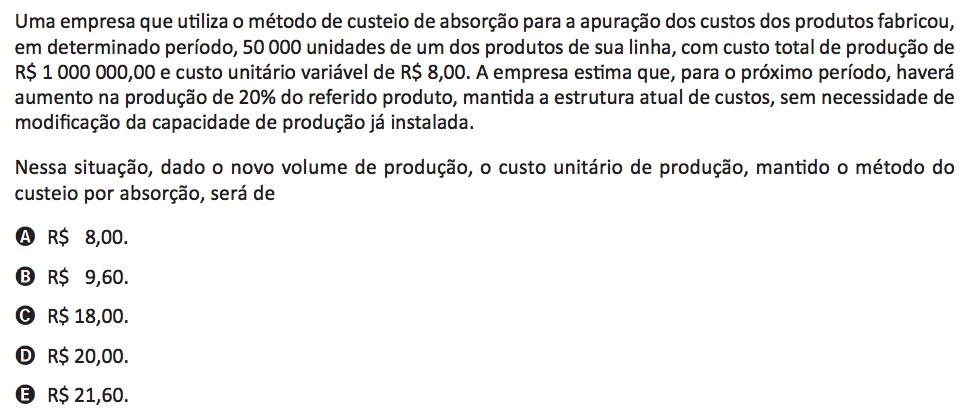 Uma empresa que utiliza o método de custeio de absorção para a apuração dos custos dos produtos fabricou,
em determinado período, 50 000 unidades de um dos produtos de sua linha, com custo total de produção de
R$ 1 000 000,00 e custo unitário variável de R$ 8,00. A empresa estima que, para o próximo período, haverá
aumento na produção de 20% do referido produto, mantida a estrutura atual de custos, sem necessidade de
modificação da capacidade de produção já instalada.
Nessa situação, dado o novo volume de produção, o custo unitário de produção, mantido o método do
custeio por absorção, será de
A R$ 8,00.
B R$ 9,60.
C R$ 18,00.
D R$ 20,00.
E R$ 21,60.